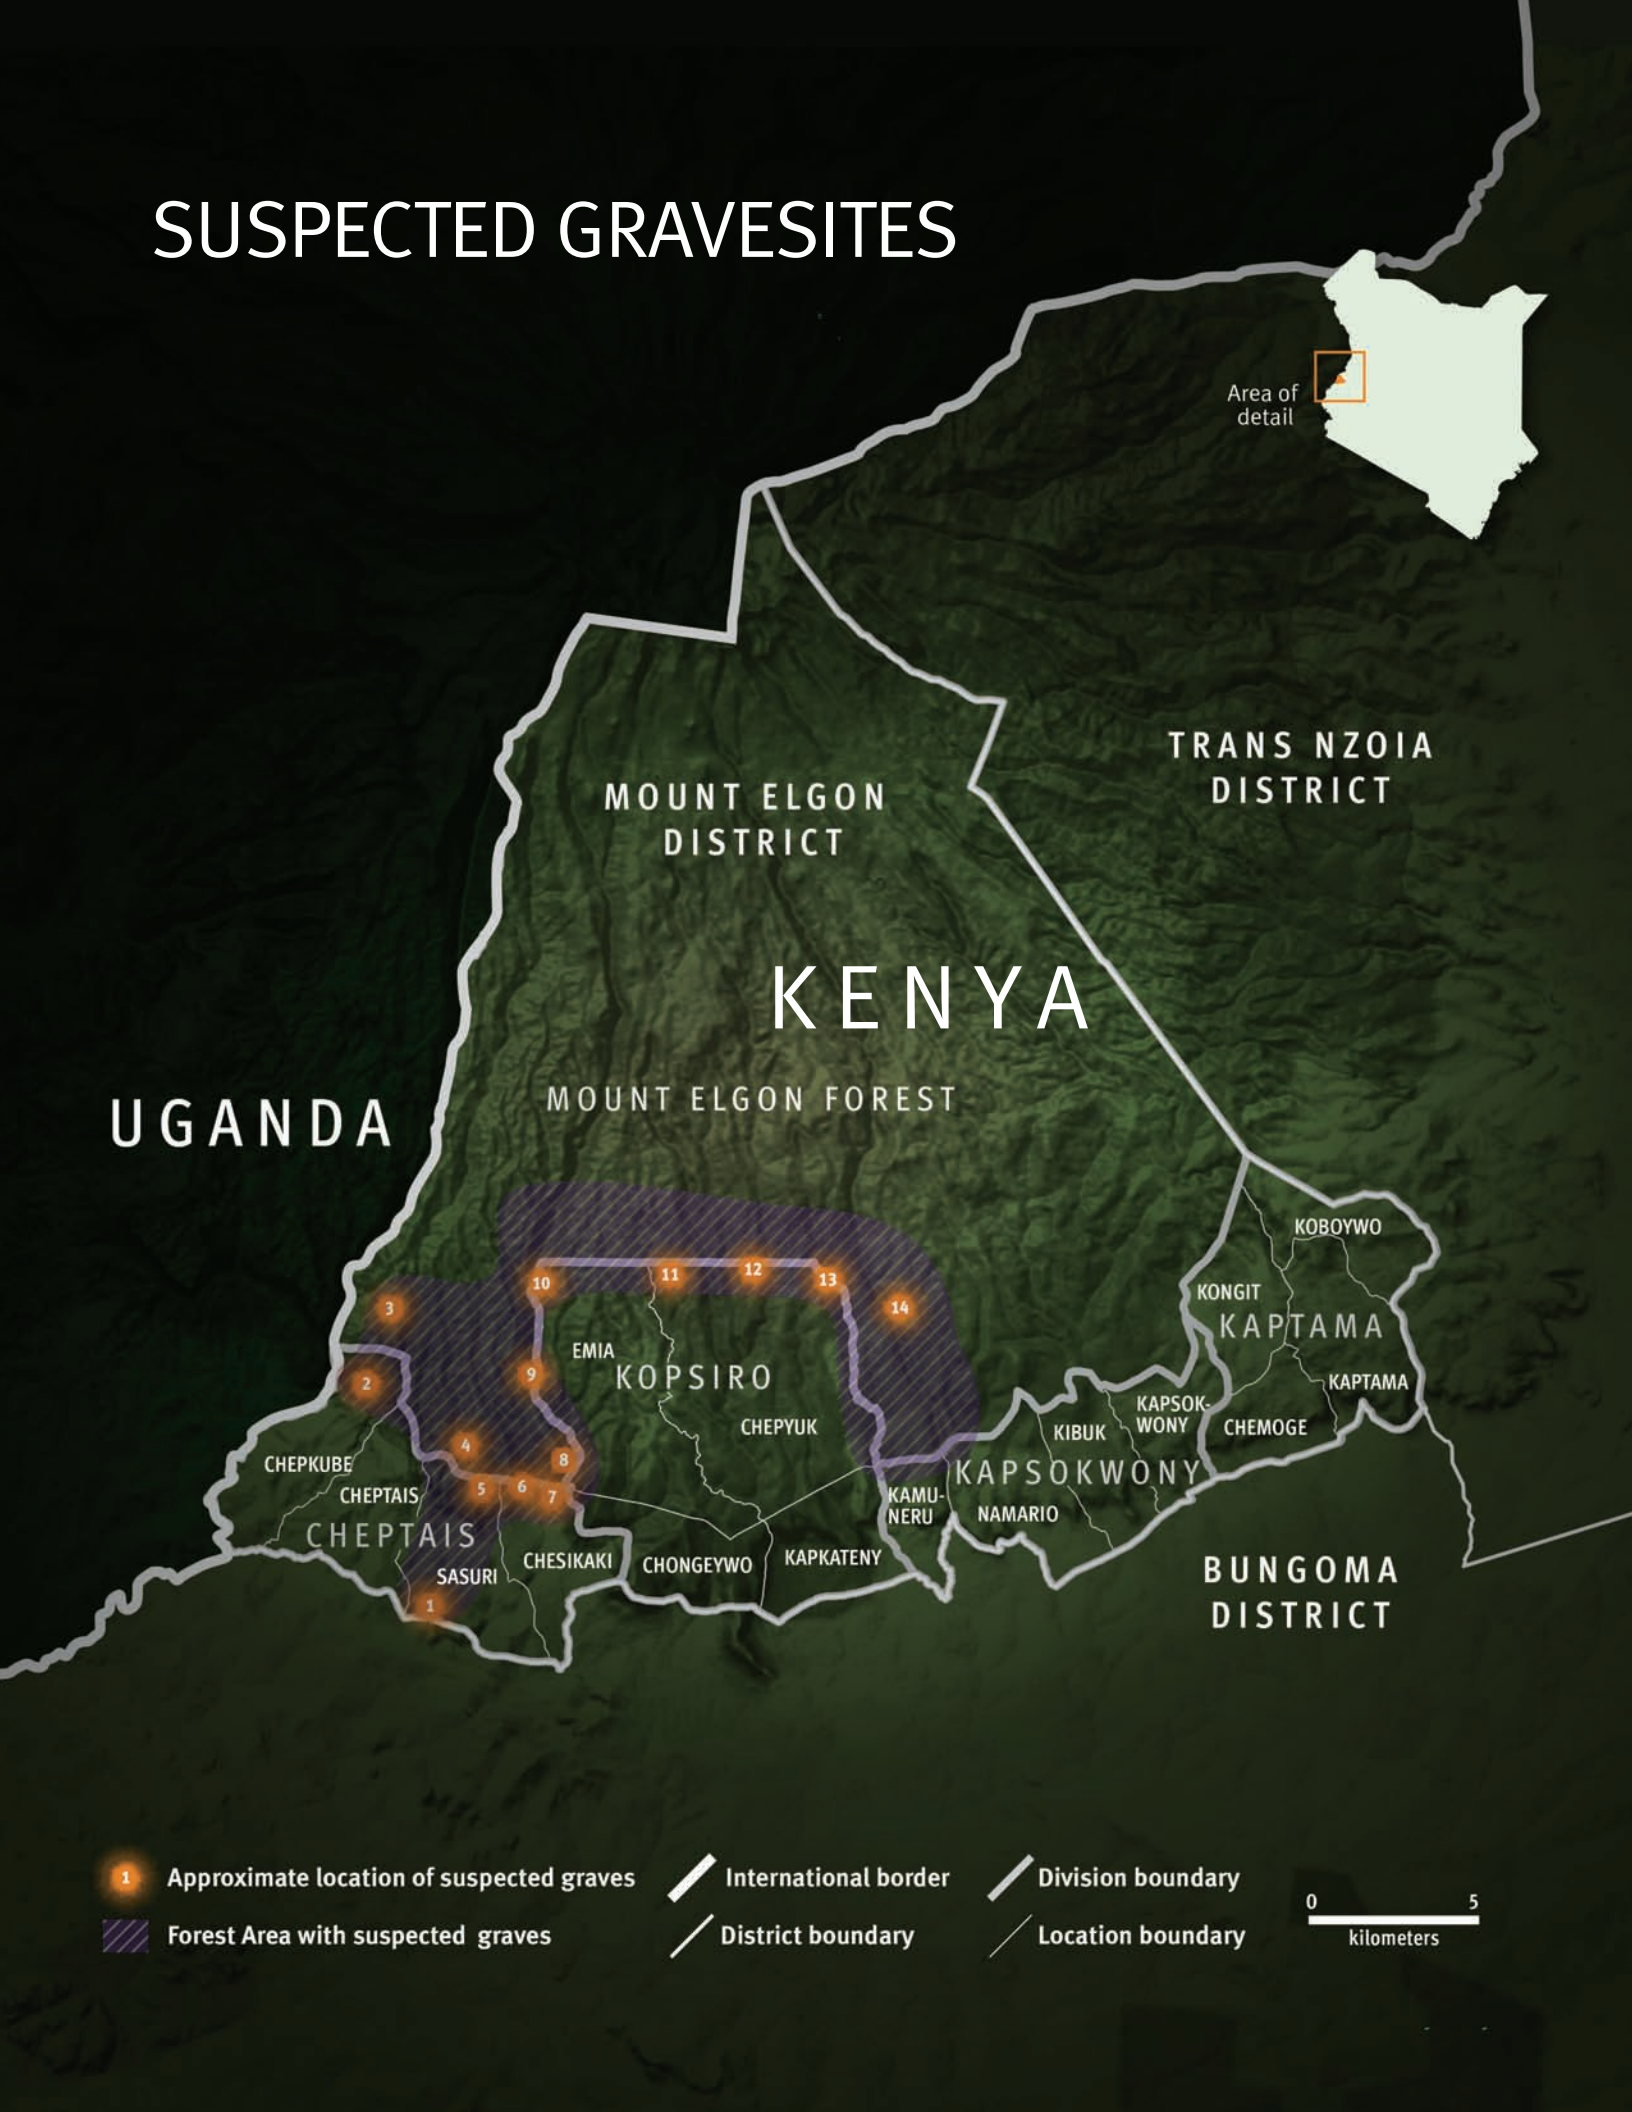 SUSPECTED GRAVESITES
Area of
detail
TRANS NZOIA
DISTRICT
MOUNT ELGON
DISTRICT
KENYA
MOUNT ELGON FOREST
UGANDA
KOBOYWO
KONGIT
KAPTAMA
KAPTAMA
CHEMOGE
KAPSOK-
WONY
KIBUK
KAPSOKWONY
NAMARIO
KAMU-
NERU
3
10
11
12
13
14
2
9
EMIA
KOPSIRO
CHEPYUK
4
8
5
6
7
CHEPKUBE
CHEPTAIS
CHEPTAIS
SASURI
CHESIKAKI
CHONGEYWO
KAPKATENY
1
BUNGOMA
DISTRICT
1 Approximate location of suspected graves
Forest Area with suspected graves
International border
District boundary
Division boundary
Location boundary
0 5
kilometers